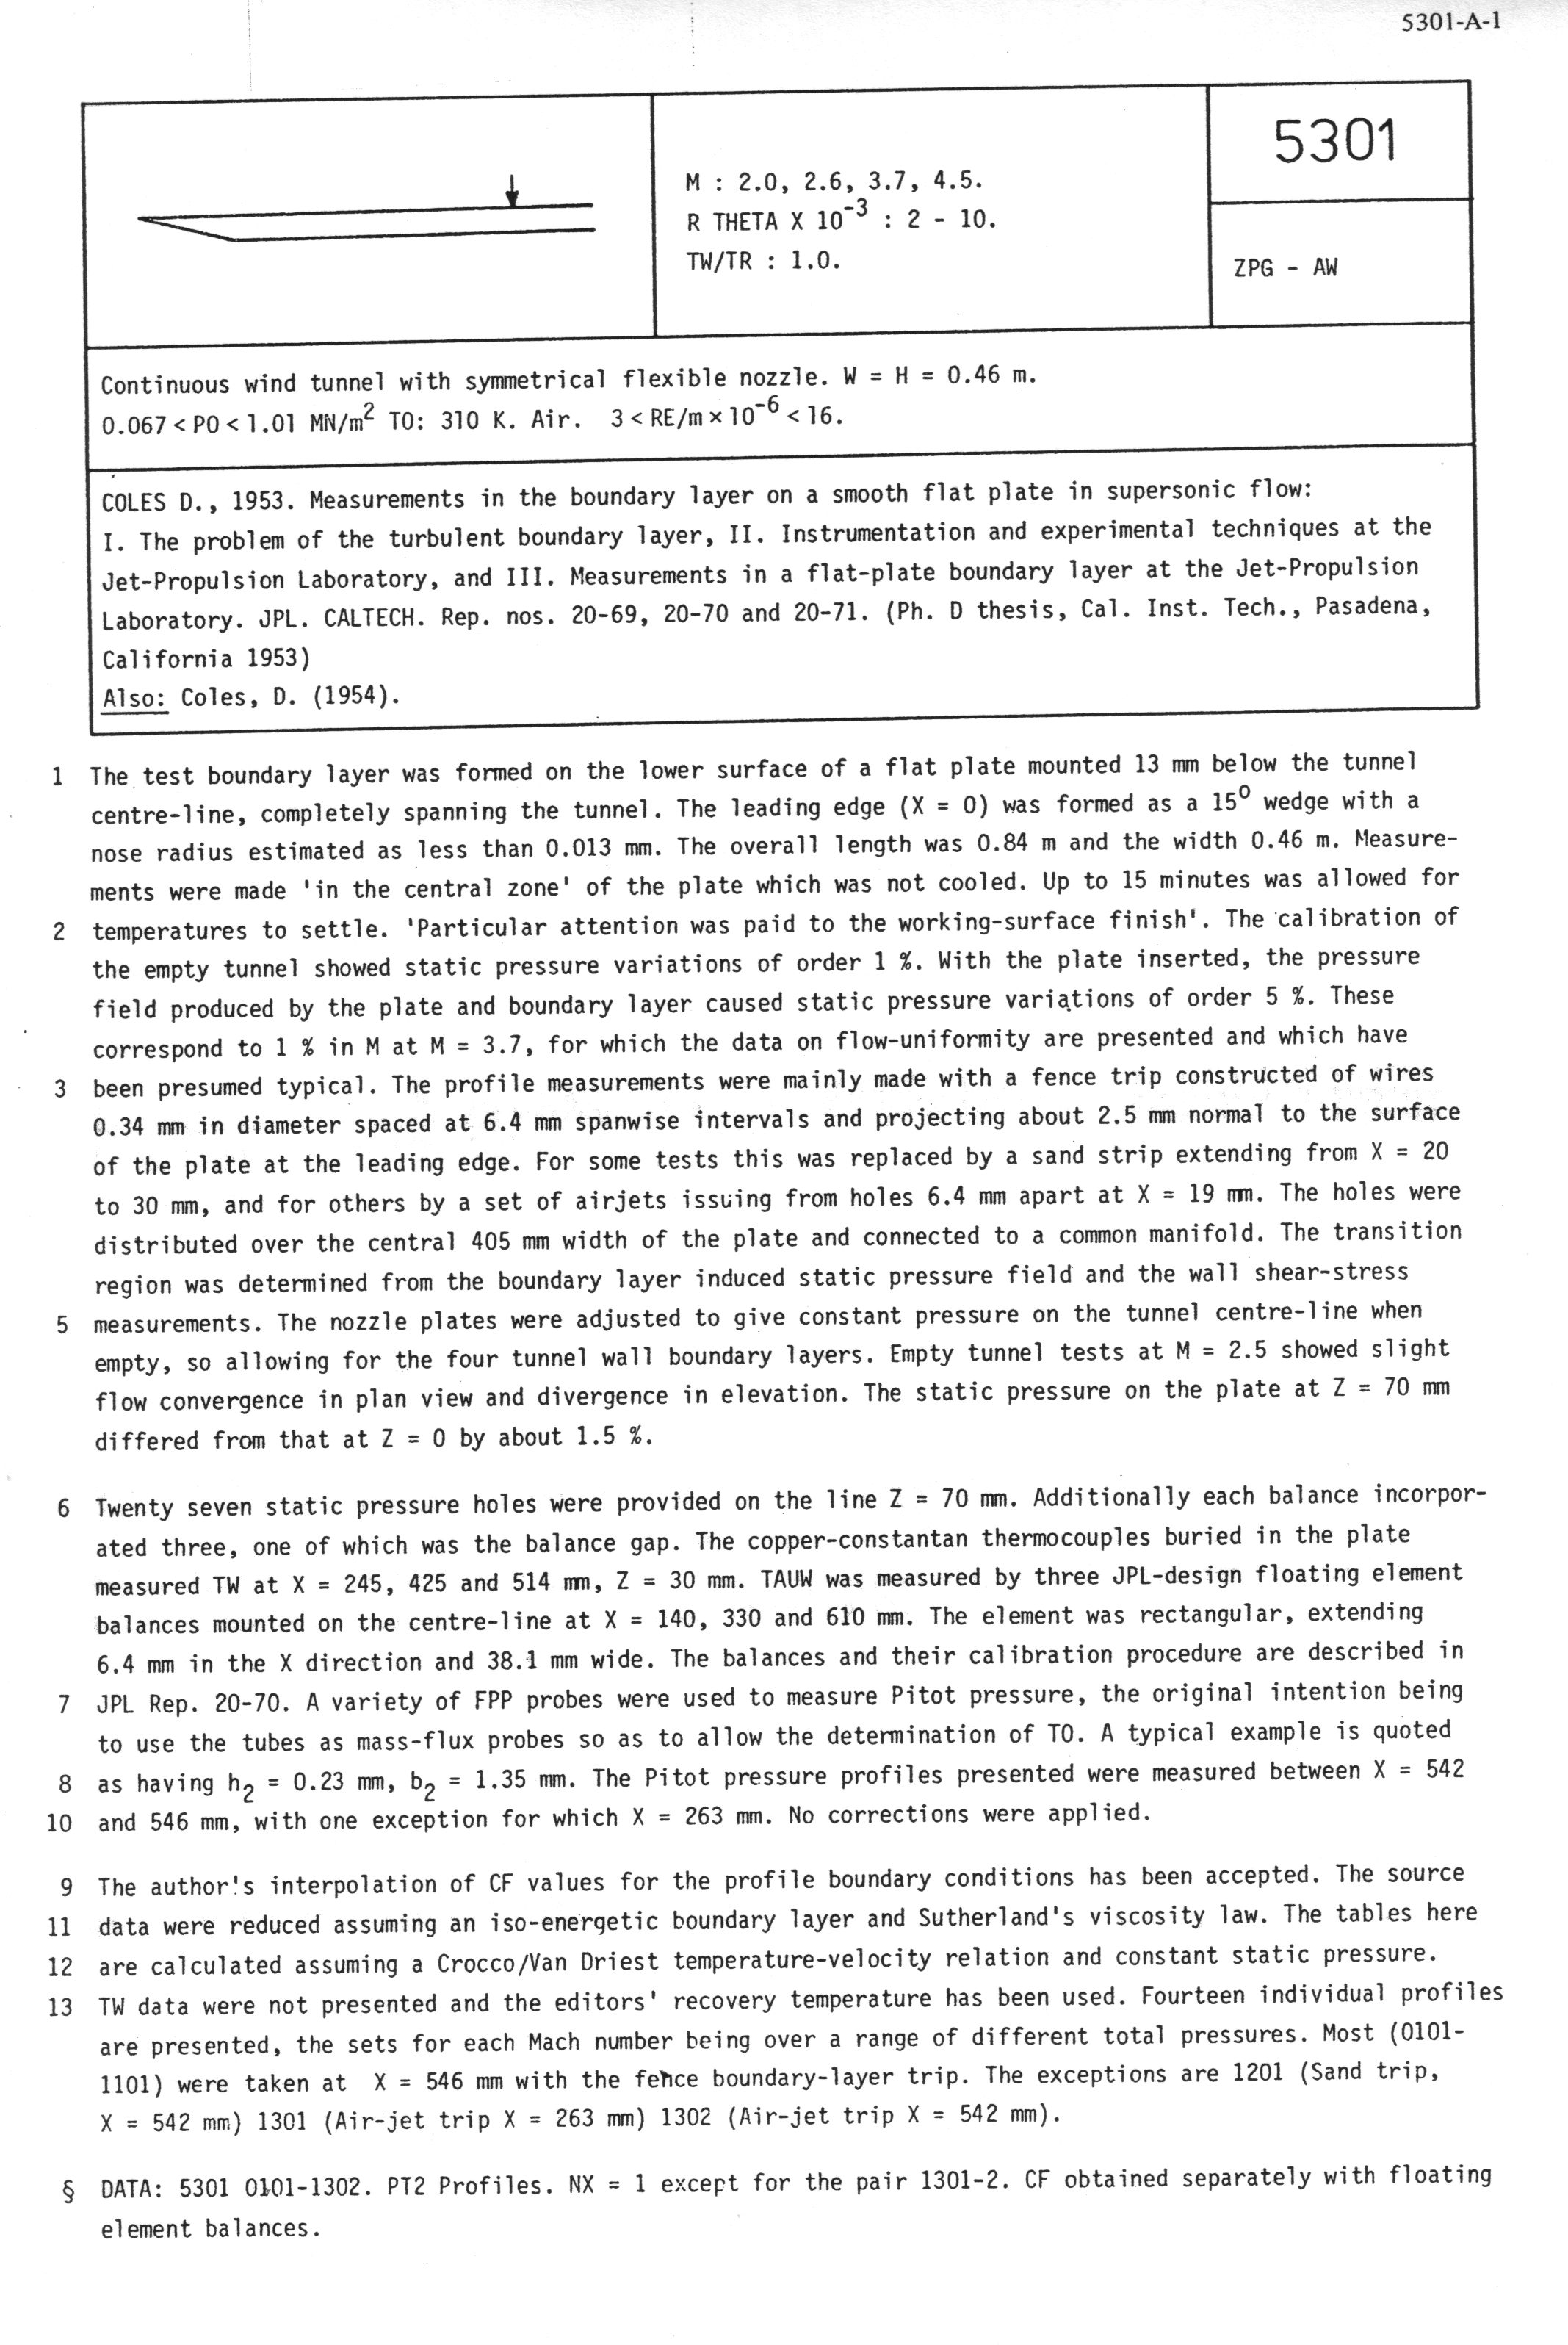 5301-A-1
M : 2.0, 2.6, 3.7, 4.5.
R THETA X 10⁻³ : 2 - 10.
TW/TR : 1.0.
5301
ZPG - AW
Continuous wind tunnel with symmetrical flexible nozzle. W = H = 0.46 m.
0.067 < PO < 1.01 MN/m² TO: 310 K. Air. 3 < RE/m × 10⁻⁶ < 16.
COLES D., 1953. Measurements in the boundary layer on a smooth flat plate in supersonic flow:
I. The problem of the turbulent boundary layer, II. Instrumentation and experimental techniques at the
Jet-Propulsion Laboratory, and III. Measurements in a flat-plate boundary layer at the Jet-Propulsion
Laboratory. JPL. CALTECH. Rep. nos. 20-69, 20-70 and 20-71. (Ph. D thesis, Cal. Inst. Tech., Pasadena,
California 1953)
Also: Coles, D. (1954).
1 The test boundary layer was formed on the lower surface of a flat plate mounted 13 mm below the tunnel
centre-line, completely spanning the tunnel. The leading edge (X = 0) was formed as a 15⁰ wedge with a
nose radius estimated as less than 0.013 mm. The overall length was 0.84 m and the width 0.46 m. Measure-
ments were made 'in the central zone' of the plate which was not cooled. Up to 15 minutes was allowed for
2 temperatures to settle. 'Particular attention was paid to the working-surface finish'. The calibration of
the empty tunnel showed static pressure variations of order 1 %. With the plate inserted, the pressure
field produced by the plate and boundary layer caused static pressure variations of order 5 %. These
correspond to 1 % in M at M = 3.7, for which the data on flow-uniformity are presented and which have
3 been presumed typical. The profile measurements were mainly made with a fence trip constructed of wires
0.34 mm in diameter spaced at 6.4 mm spanwise intervals and projecting about 2.5 mm normal to the surface
of the plate at the leading edge. For some tests this was replaced by a sand strip extending from X = 20
to 30 mm, and for others by a set of airjets issuing from holes 6.4 mm apart at X = 19 mm. The holes were
distributed over the central 405 mm width of the plate and connected to a common manifold. The transition
region was determined from the boundary layer induced static pressure field and the wall shear-stress
5 measurements. The nozzle plates were adjusted to give constant pressure on the tunnel centre-line when
empty, so allowing for the four tunnel wall boundary layers. Empty tunnel tests at M = 2.5 showed slight
flow convergence in plan view and divergence in elevation. The static pressure on the plate at Z = 70 mm
differed from that at Z = 0 by about 1.5 %.
6 Twenty seven static pressure holes were provided on the line Z = 70 mm. Additionally each balance incorpor-
ated three, one of which was the balance gap. The copper-constantan thermocouples buried in the plate
measured TW at X = 245, 425 and 514 mm, Z = 30 mm. TAUW was measured by three JPL-design floating element
balances mounted on the centre-line at X = 140, 330 and 610 mm. The element was rectangular, extending
6.4 mm in the X direction and 38.1 mm wide. The balances and their calibration procedure are described in
7 JPL Rep. 20-70. A variety of FPP probes were used to measure Pitot pressure, the original intention being
to use the tubes as mass-flux probes so as to allow the determination of TO. A typical example is quoted
8 as having h₂ = 0.23 mm, b₂ = 1.35 mm. The Pitot pressure profiles presented were measured between X = 542
10 and 546 mm, with one exception for which X = 263 mm. No corrections were applied.
9 The author's interpolation of CF values for the profile boundary conditions has been accepted. The source
11 data were reduced assuming an iso-energetic boundary layer and Sutherland's viscosity law. The tables here
12 are calculated assuming a Crocco/Van Driest temperature-velocity relation and constant static pressure.
13 TW data were not presented and the editors' recovery temperature has been used. Fourteen individual profiles
are presented, the sets for each Mach number being over a range of different total pressures. Most (0101-
1101) were taken at X = 546 mm with the fence boundary-layer trip. The exceptions are 1201 (Sand trip,
X = 542 mm) 1301 (Air-jet trip X = 263 mm) 1302 (Air-jet trip X = 542 mm).
§ DATA: 5301 0101-1302. PT2 Profiles. NX = 1 except for the pair 1301-2. CF obtained separately with floating
element balances.